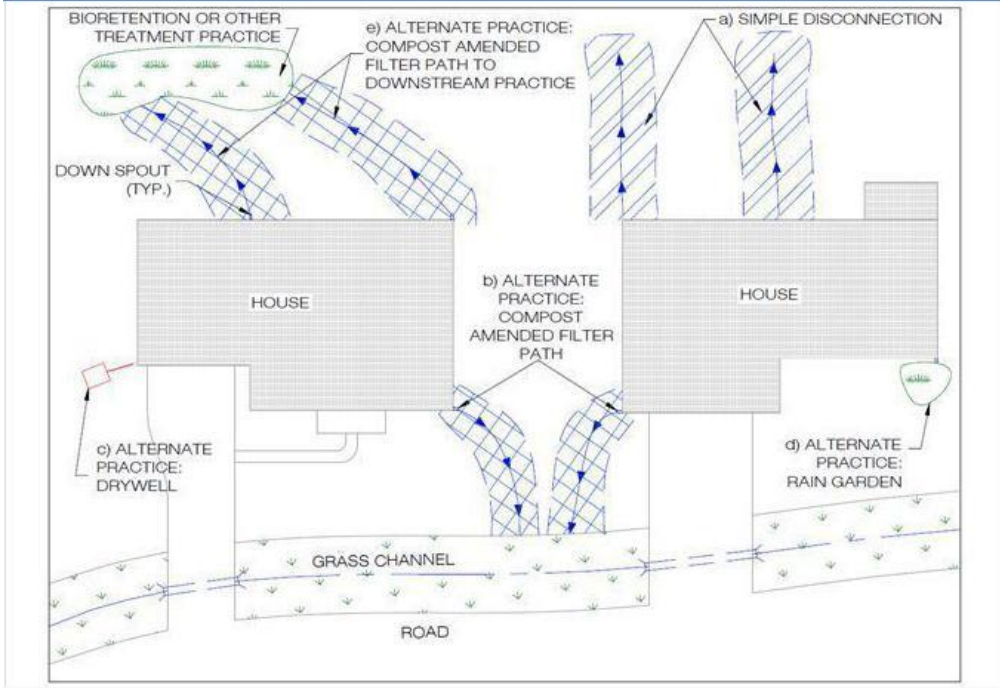 BIORETENTION OR OTHER
TREATMENT PRACTICE
e) ALTERNATE PRACTICE:
COMPOST AMENDED
FILTER PATH TO
DOWNSTREAM PRACTICE
a) SIMPLE DISCONNECTION
DOWN SPOUT
(TYP.)
HOUSE
b) ALTERNATE
PRACTICE:
COMPOST
AMENDED FILTER
PATH
HOUSE
c) ALTERNATE
PRACTICE:
DRYWELL
d) ALTERNATE
PRACTICE:
RAIN GARDEN
GRASS CHANNEL
ROAD